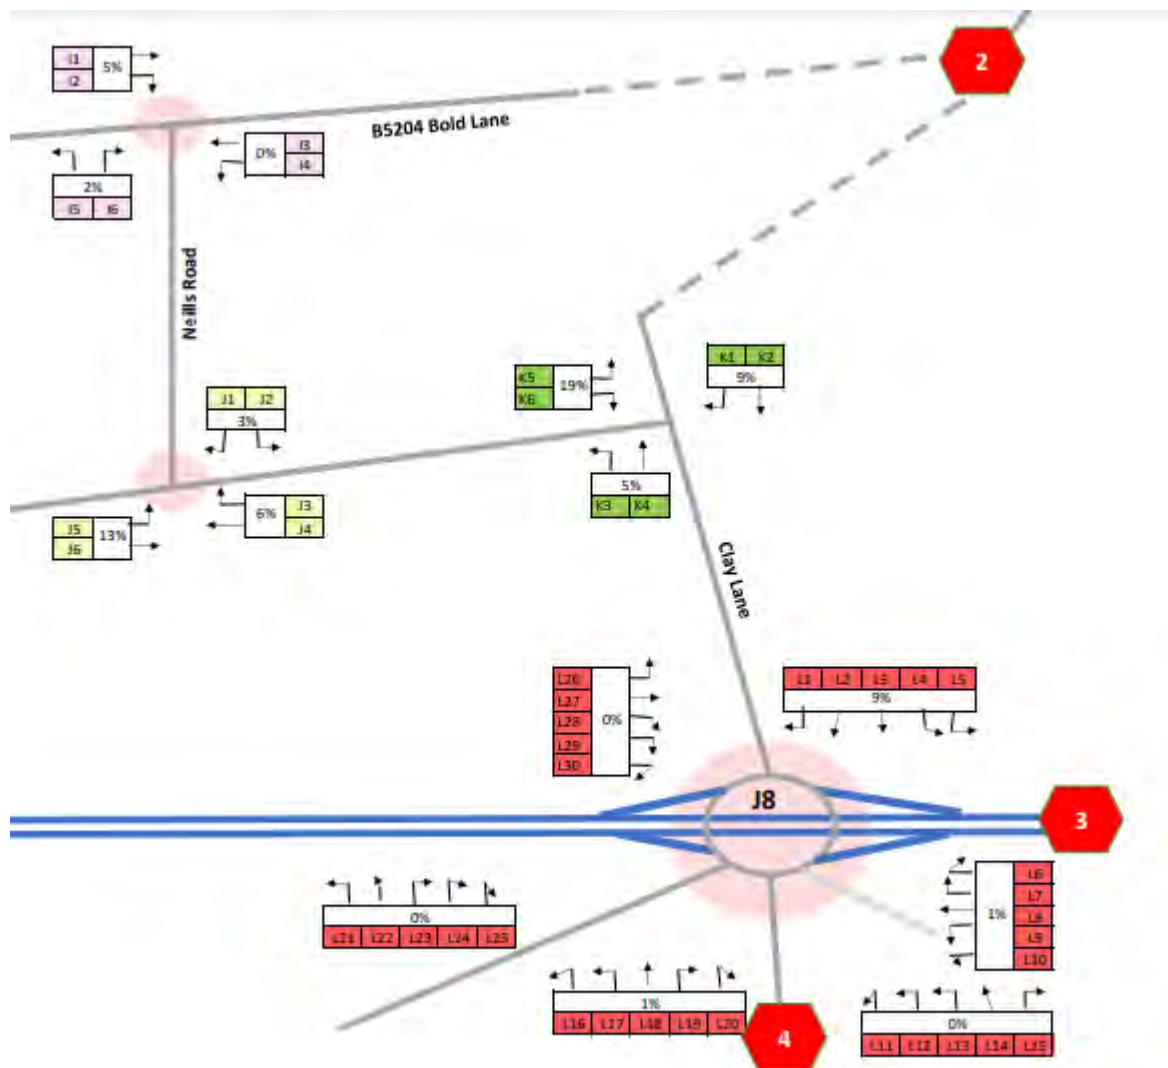 2
I1
I2
5%
B5204 Bold Lane
0%
I3
I4
2%
I5 I6
Neills Road
K1 K2
9%
K5
K6
19%
J1 J2
3%
5%
K3 K4
6%
J3
J4
J5
J6
13%
Clay Lane
L26
L27
L28
L29
L30
0%
L1 L2 L3 L4 L5
9%
J8
3
1%
L6
L7
L8
L9
L10
0%
L21 L22 L23 L24 L25
1%
L16 L17 L18 L19 L20
4
0%
L11 L12 L13 L14 L15